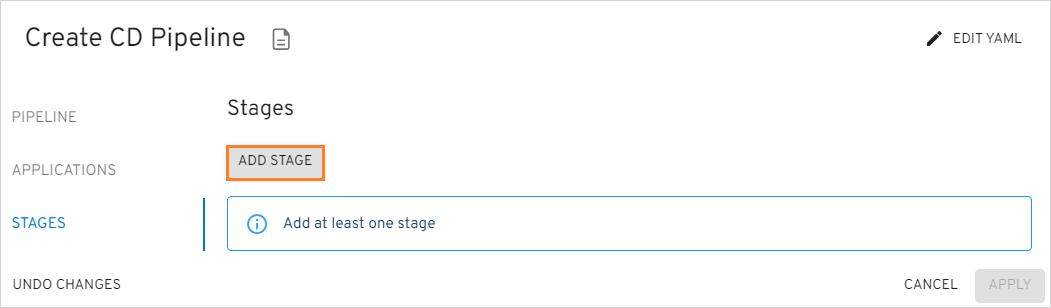 Create CD Pipeline
EDIT YAML
PIPELINE
APPLICATIONS
STAGES
Stages
ADD STAGE
Add at least one stage
UNDO CHANGES
CANCEL
APPLY